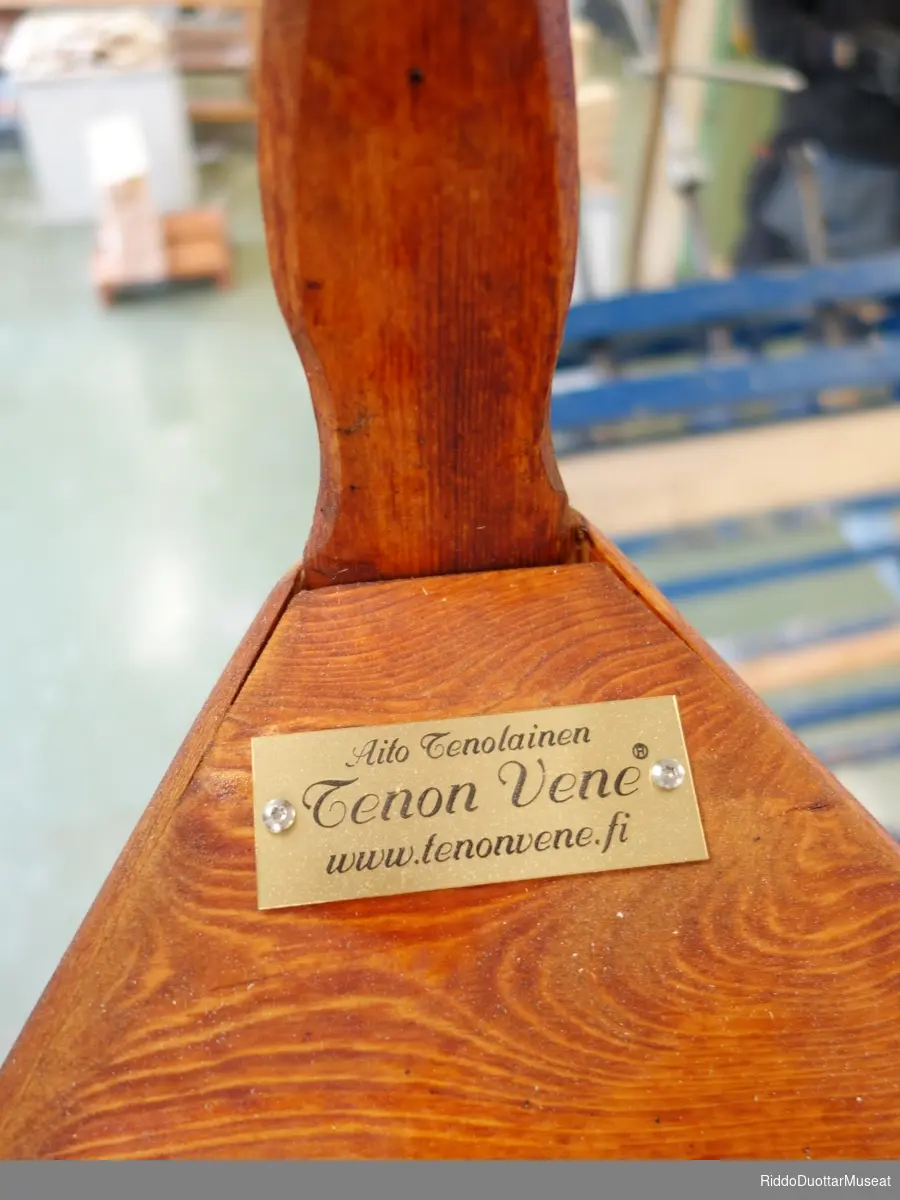 Aito Tenolainen
Tenon Vene®
www.tenonvene.fi
RiddoDuottarMuseat